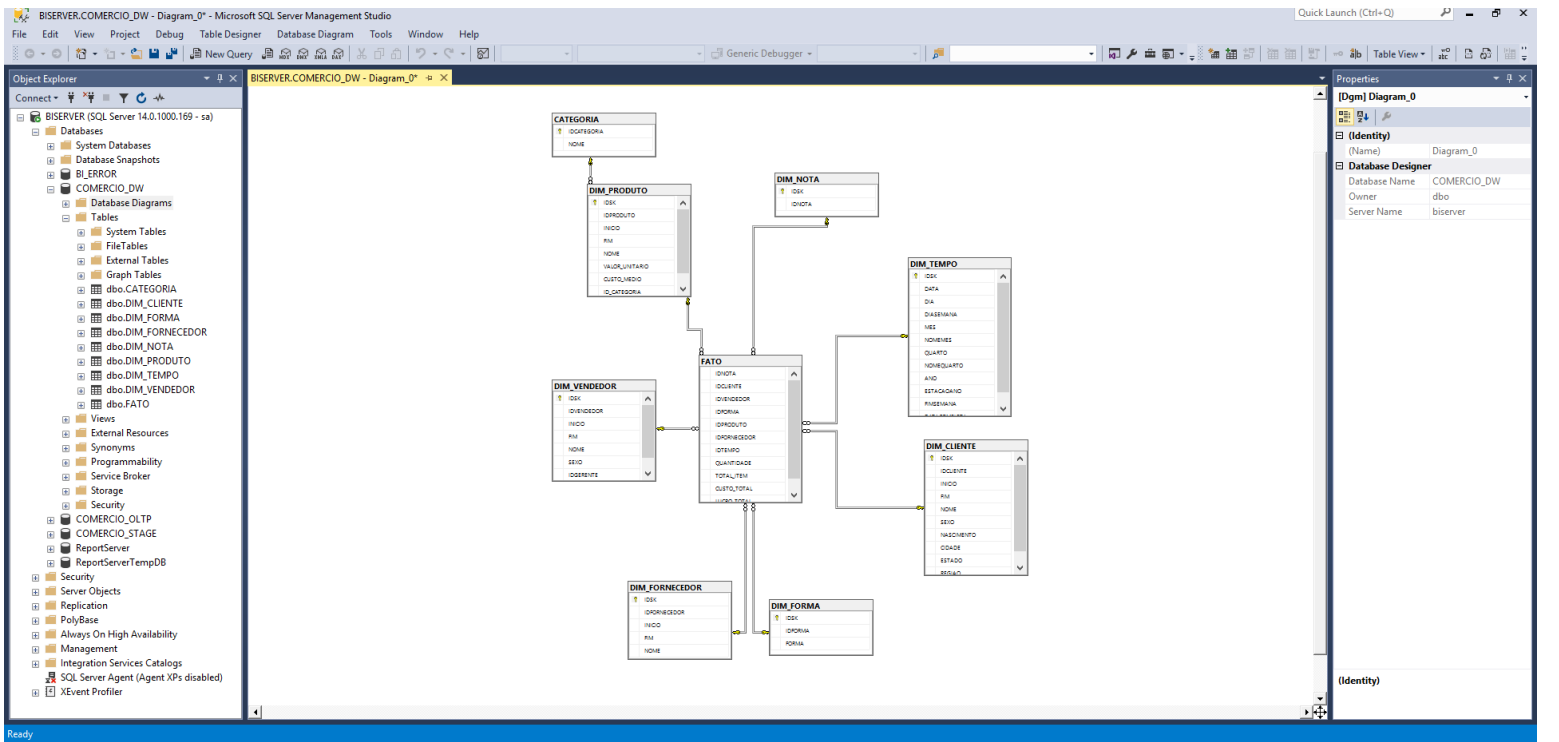 BISERVER.COMERCIO_DW - Diagram_0* - Microsoft SQL Server Management Studio
Quick Launch (Ctrl+Q)
File Edit View Project Debug Table Designer Database Diagram Tools Window Help
New Query
Generic Debugger
Table View
Object Explorer
Connect
BISERVER (SQL Server 14.0.1000.169 - sa)
Databases
System Databases
Database Snapshots
BI_ERROR
COMERCIO_DW
Database Diagrams
Tables
System Tables
FileTables
External Tables
Graph Tables
dbo.CATEGORIA
dbo.DIM_CLIENTE
dbo.DIM_FORMA
dbo.DIM_FORNECEDOR
dbo.DIM_NOTA
dbo.DIM_PRODUTO
dbo.DIM_TEMPO
dbo.DIM_VENDEDOR
dbo.FATO
Views
External Resources
Synonyms
Programmability
Service Broker
Storage
Security
COMERCIO_OLTP
COMERCIO_STAGE
ReportServer
ReportServerTempDB
Security
Server Objects
Replication
PolyBase
Always On High Availability
Management
Integration Services Catalogs
SQL Server Agent (Agent XPs disabled)
XEvent Profiler
BISERVER.COMERCIO_DW - Diagram_0*
CATEGORIA
IDCATEGORIA
NOME
DIM_PRODUTO
IDSK
IDPRODUTO
INICIO
FIM
NOME
VALOR_UNITARIO
CUSTO_MEDIO
ID_CATEGORIA
DIM_NOTA
IDSK
IDNOTA
DIM_TEMPO
IDSK
DATA
DIA
DIASEMANA
MES
NOMEMES
QUARTO
NOMEQUARTO
ANO
ESTACAOANO
FIMSEMANA
FATO
IDNOTA
IDCLIENTE
IDVENDEDOR
IDFORMA
IDPRODUTO
IDFORNECEDOR
IDTEMPO
QUANTIDADE
TOTAL_ITEM
CUSTO_TOTAL
LUCRO_TOTAL
DIM_VENDEDOR
IDSK
IDVENDEDOR
INICIO
FIM
NOME
SEXO
IDGERENTE
DIM_CLIENTE
IDSK
IDCLIENTE
INICIO
FIM
NOME
SEXO
NASCIMENTO
CIDADE
ESTADO
REGIAO
DIM_FORNECEDOR
IDSK
IDFORNECEDOR
INICIO
FIM
NOME
DIM_FORMA
IDSK
IDFORMA
FORMA
Properties
[Dgm] Diagram_0
(Identity)
(Name) Diagram_0
Database Designer
Database Name COMERCIO_DW
Owner dbo
Server Name biserver
(Identity)
Ready